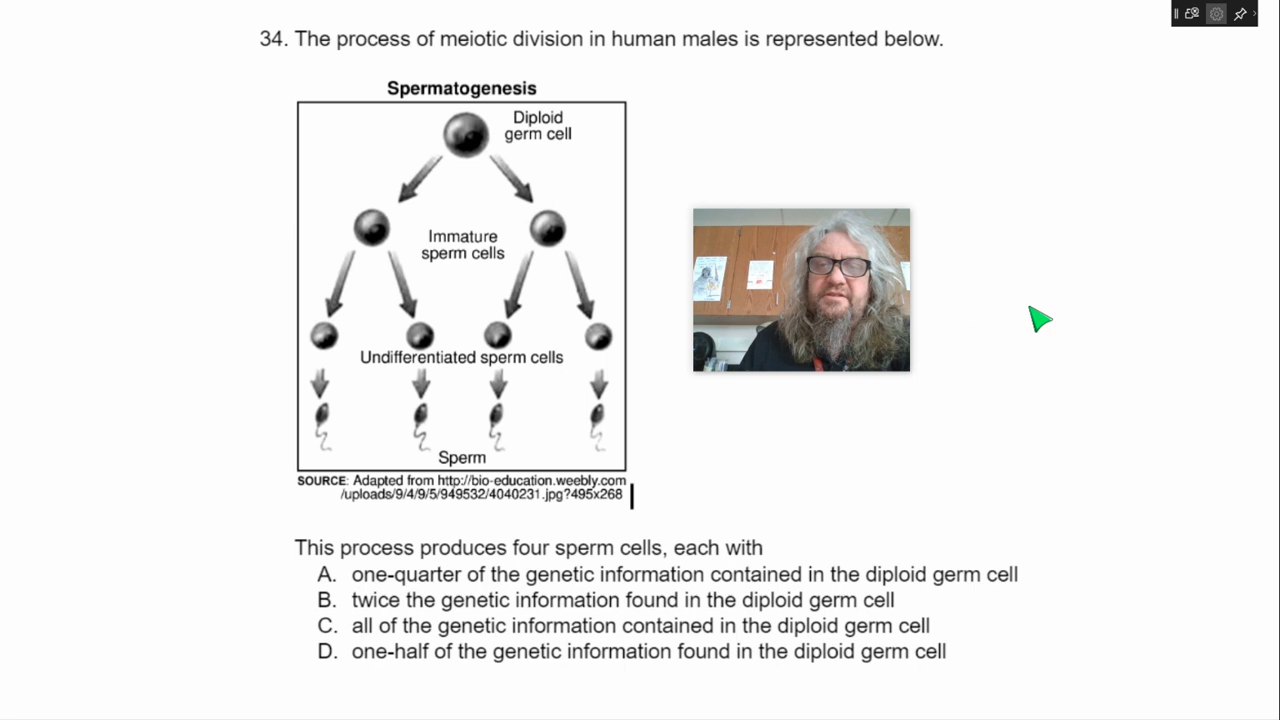 34. The process of meiotic division in human males is represented below.
Spermatogenesis
Diploid
germ cell
Immature
sperm cells
Undifferentiated sperm cells
Sperm
SOURCE: Adapted from http://bio-education.weebly.com
/uploads/9/4/9/5/949532/4040231.jpg?495x268
This process produces four sperm cells, each with
A. one-quarter of the genetic information contained in the diploid germ cell
B. twice the genetic information found in the diploid germ cell
C. all of the genetic information contained in the diploid germ cell
D. one-half of the genetic information found in the diploid germ cell